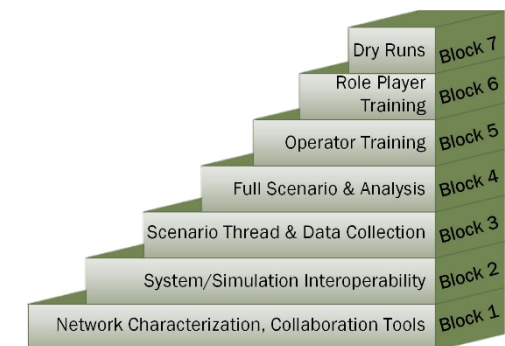 Dry Runs Block 7
Role Player
Training Block 6
Operator Training Block 5
Full Scenario & Analysis Block 4
Scenario Thread & Data Collection Block 3
System/Simulation Interoperability Block 2
Network Characterization, Collaboration Tools Block 1